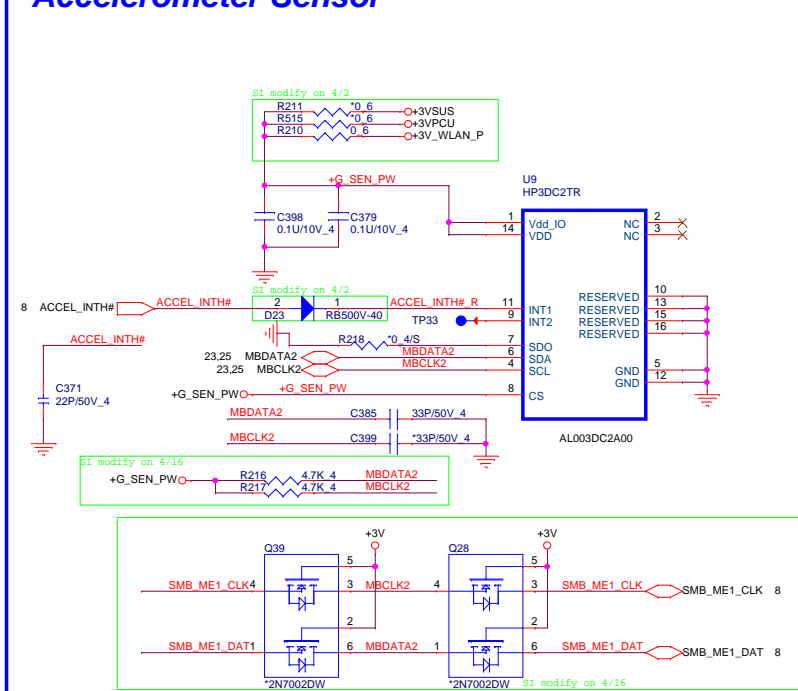 Accelerometer Sensor
SI modify on 4/2
R211 *0_6 +3VSUS
R515 *0_6 +3VPCU
R210 0_6 +3V_WLAN_P
U9
HP3DC2TR
+G_SEN_PW
C398
0.1U/10V_4
C379
0.1U/10V_4
1 Vdd_IO NC 2
14 VDD NC 3
SI modify on 4/2
8 ACCEL_INTH# ACCEL_INTH# 2 1 ACCEL_INTH#_R 11 INT1
D23 RB500V-40
TP33 9 INT2
RESERVED 10
RESERVED 13
RESERVED 15
RESERVED 16
ACCEL_INTH#
R218 *0_4/S 7 SDO
23,25 MBDATA2 MBDATA2 6 SDA
23,25 MBCLK2 MBCLK2 4 SCL
GND 5
GND 12
C371
22P/50V_4
+G_SEN_PW +G_SEN_PW 8 CS
MBDATA2 C385 33P/50V_4
MBCLK2 C399 *33P/50V_4
AL003DC2A00
SI modify on 4/16
+G_SEN_PW R216 4.7K_4 MBDATA2
R217 4.7K_4 MBCLK2
+3V +3V
Q39 Q28
5 5
SMB_ME1_CLK 4 3 MBCLK2 4 3 SMB_ME1_CLK SMB_ME1_CLK 8
2 2
SMB_ME1_DAT 1 6 MBDATA2 1 6 SMB_ME1_DAT SMB_ME1_DAT 8
*2N7002DW *2N7002DW SI modify on 4/16